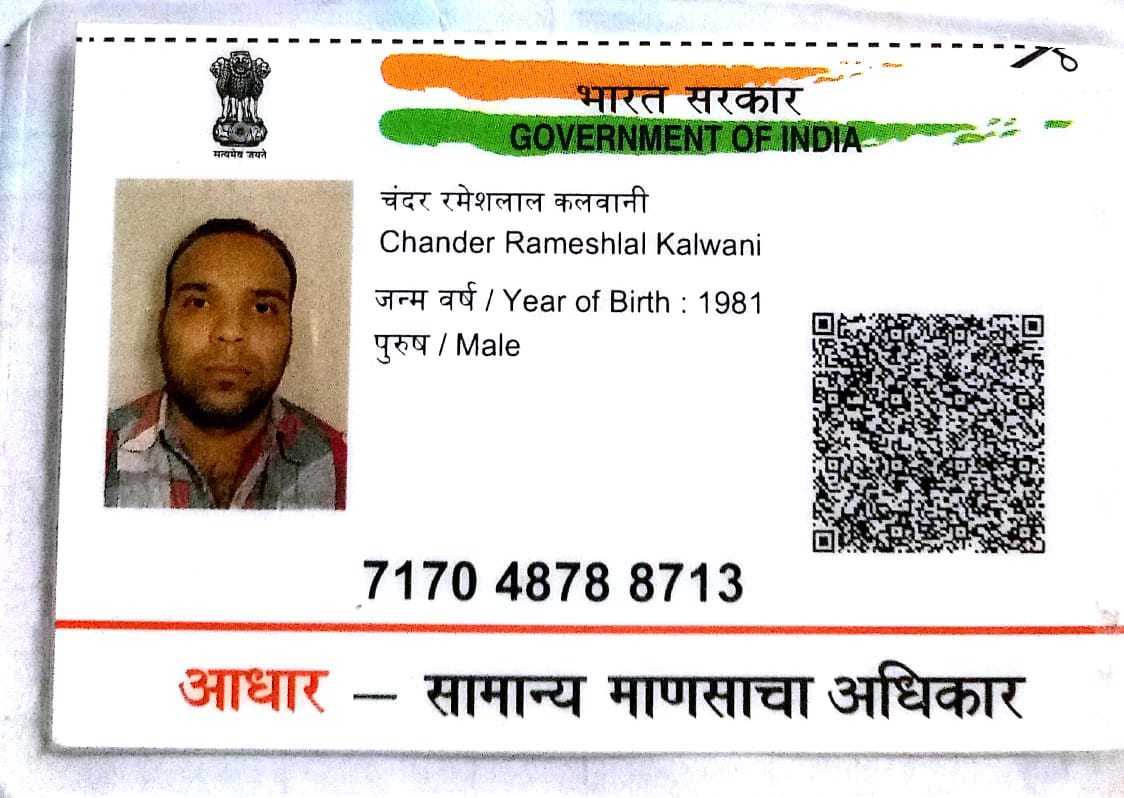 भारत सरकार
GOVERNMENT OF INDIA
सत्यमेव जयते
चंदर रमेशलाल कलवानी
Chander Rameshlal Kalwani
जन्म वर्ष / Year of Birth : 1981
पुरुष / Male
7170 4878 8713
आधार – सामान्य माणसाचा अधिकार